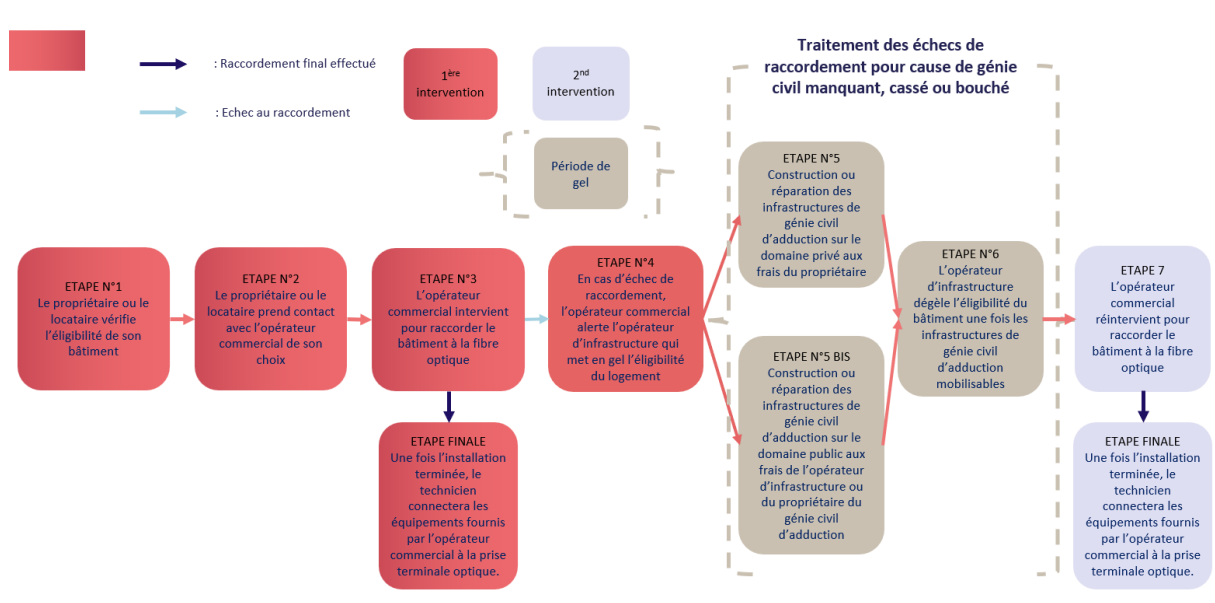 : Raccordement final effectué
: Echec au raccordement
1ère
intervention
2nd
intervention
Période de
gel
Traitement des échecs de
raccordement pour cause de génie
civil manquant, cassé ou bouché
ETAPE N°1
Le propriétaire ou le
locataire vérifie
l’éligibilité de son
bâtiment
ETAPE N°2
Le propriétaire ou le
locataire prend contact
avec l’opérateur
commercial de son
choix
ETAPE N°3
L’opérateur
commercial intervient
pour raccorder le
bâtiment à la fibre
optique
ETAPE FINALE
Une fois l’installation
terminée, le
technicien
connectera les
équipements fournis
par l’opérateur
commercial à la prise
terminale optique.
ETAPE N°4
En cas d’échec de
raccordement,
l’opérateur commercial
alerte l’opérateur
d’infrastructure qui
met en gel l’éligibilité
du logement
ETAPE N°5
Construction ou
réparation des
infrastructures de
génie civil
d’adduction sur le
domaine privé aux
frais du propriétaire
ETAPE N°5 BIS
Construction ou
réparation des
infrastructures de
génie civil
d’adduction sur le
domaine public aux
frais de l’opérateur
d’infrastructure ou
du propriétaire du
génie civil
d’adduction
ETAPE N°6
L’opérateur
d’infrastructure
dégèle l’éligibilité du
bâtiment une fois les
infrastructures de
génie civil
d’adduction
mobilisables
ETAPE 7
L’opérateur
commercial
réintervient pour
raccorder le
bâtiment à la fibre
optique
ETAPE FINALE
Une fois l’installation
terminée, le
technicien
connectera les
équipements fournis
par l’opérateur
commercial à la prise
terminale optique.